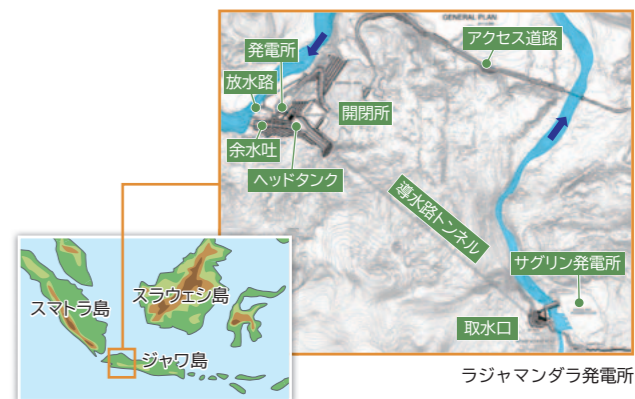 GENERAL PLAN
アクセス道路
発電所
放水路
開閉所
余水吐
ヘッドタンク
導水路トンネル
サグリン発電所
取水口
ラジャマンダラ発電所
スマトラ島
スラウェシ島
ジャワ島